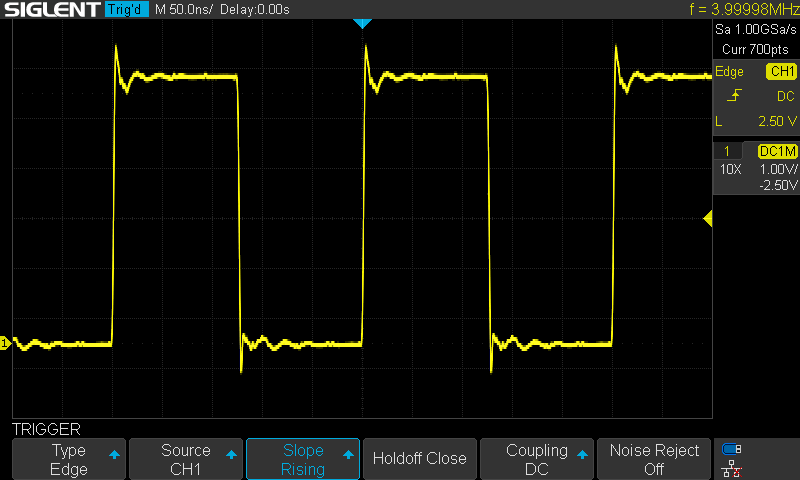 SIGLENT Trig'd M 50.0ns/ Delay:0.00s f = 3.99998MHz
Sa 1.00GSa/s
Curr 700pts
Edge CH1
DC
L 2.50 V
1 DC1M
10X 1.00V/
-2.50V
1
TRIGGER
Type
Edge
Source
CH1
Slope
Rising
Holdoff Close
Coupling
DC
Noise Reject
Off